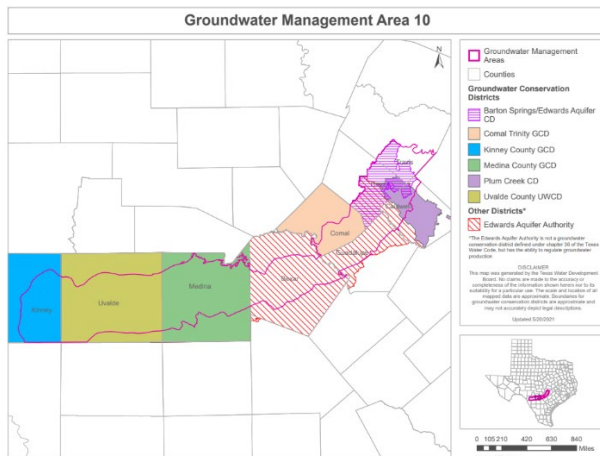 Groundwater Management Area 10
N
Groundwater Management
Areas
Counties
Groundwater Conservation
Districts
Barton Springs/Edwards Aquifer
CD
Comal Trinity GCD
Kinney County GCD
Medina County GCD
Plum Creek CD
Uvalde County UWCD
Other Districts*
Edwards Aquifer Authority
*The Edwards Aquifer Authority is not a groundwater
conservation district defined under chapter 36 of the Texas
Water Code, but has the ability to regulate groundwater
production
DISCLAIMER
This map was generated by the Texas Water Development
Board. No claims are made to the accuracy or
completeness of the information shown herein nor to its
suitability for a particular use. The scale and location of all
mapped data are approximate. Boundaries for
groundwater conservation districts are approximate and
may not accurately depict legal descriptions.
Updated 5/20/2021
Travis
Hays
Caldwell
Comal
Guadalupe
Bexar
Medina
Uvalde
Kinney
0 105 210 420 630 840
Miles